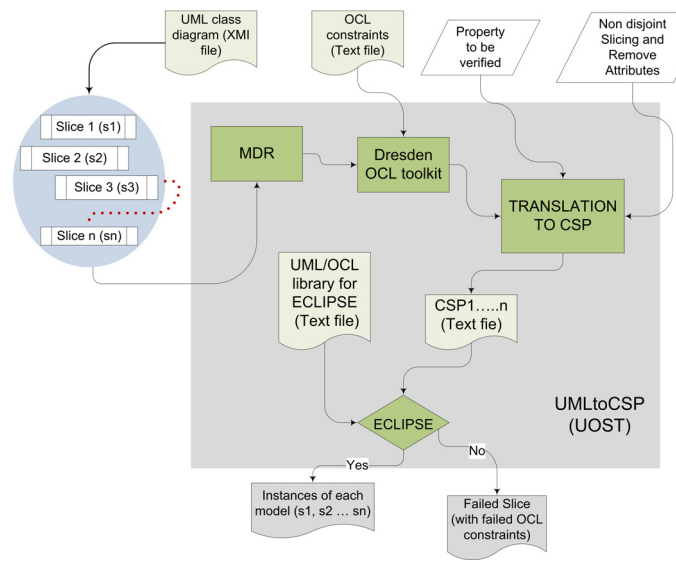 UML class
diagram (XMI
file)
OCL
constraints
(Text file)
Property
to be
verified
Non disjoint
Slicing and
Remove
Attributes
Slice 1 (s1)
Slice 2 (s2)
Slice 3 (s3)
Slice n (sn)
MDR
Dresden
OCL toolkit
TRANSLATION
TO CSP
UML/OCL
library for
ECLIPSE
(Text file)
CSP1.....n
(Text fie)
ECLIPSE
UMLtoCSP
(UOST)
Yes
No
Instances of each
model (s1, s2 ... sn)
Failed Slice
(with failed OCL
constraints)